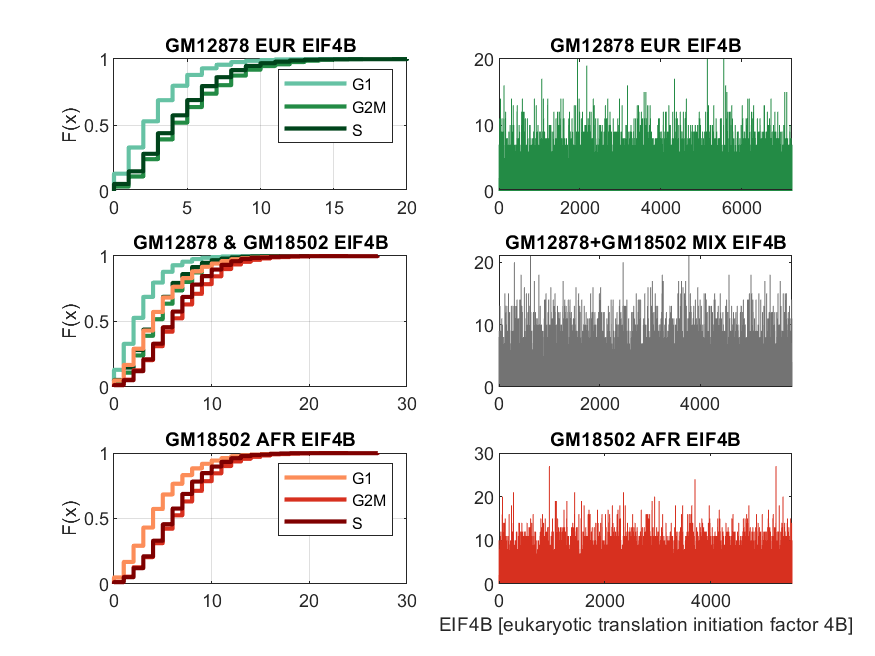 GM12878 EUR EIF4B
F(x)
1
0.5
0
0 5 10 15 20
G1
G2M
S
GM12878 EUR EIF4B
20
10
0
0 2000 4000 6000
GM12878 & GM18502 EIF4B
F(x)
1
0.5
0
0 10 20 30
GM12878+GM18502 MIX EIF4B
20
10
0
0 2000 4000
GM18502 AFR EIF4B
F(x)
1
0.5
0
0 10 20 30
G1
G2M
S
GM18502 AFR EIF4B
30
20
10
0
0 2000 4000
EIF4B [eukaryotic translation initiation factor 4B]